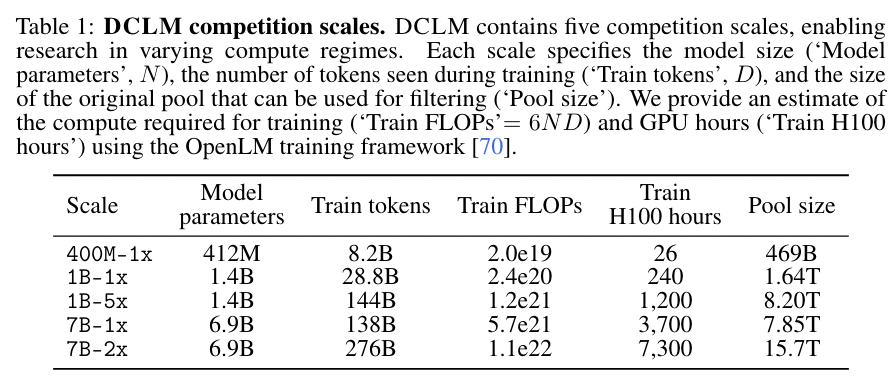 Table 1: DCLM competition scales. DCLM contains five competition scales, enabling
research in varying compute regimes. Each scale specifies the model size (‘Model
parameters’, N), the number of tokens seen during training (‘Train tokens’, D), and the size
of the original pool that can be used for filtering (‘Pool size’). We provide an estimate of
the compute required for training (‘Train FLOPs’= 6ND) and GPU hours (‘Train H100
hours’) using the OpenLM training framework [70].
Scale Model parameters Train tokens Train FLOPs Train H100 hours Pool size
400M-1x 412M 8.2B 2.0e19 26 469B
1B-1x 1.4B 28.8B 2.4e20 240 1.64T
1B-5x 1.4B 144B 1.2e21 1,200 8.20T
7B-1x 6.9B 138B 5.7e21 3,700 7.85T
7B-2x 6.9B 276B 1.1e22 7,300 15.7T